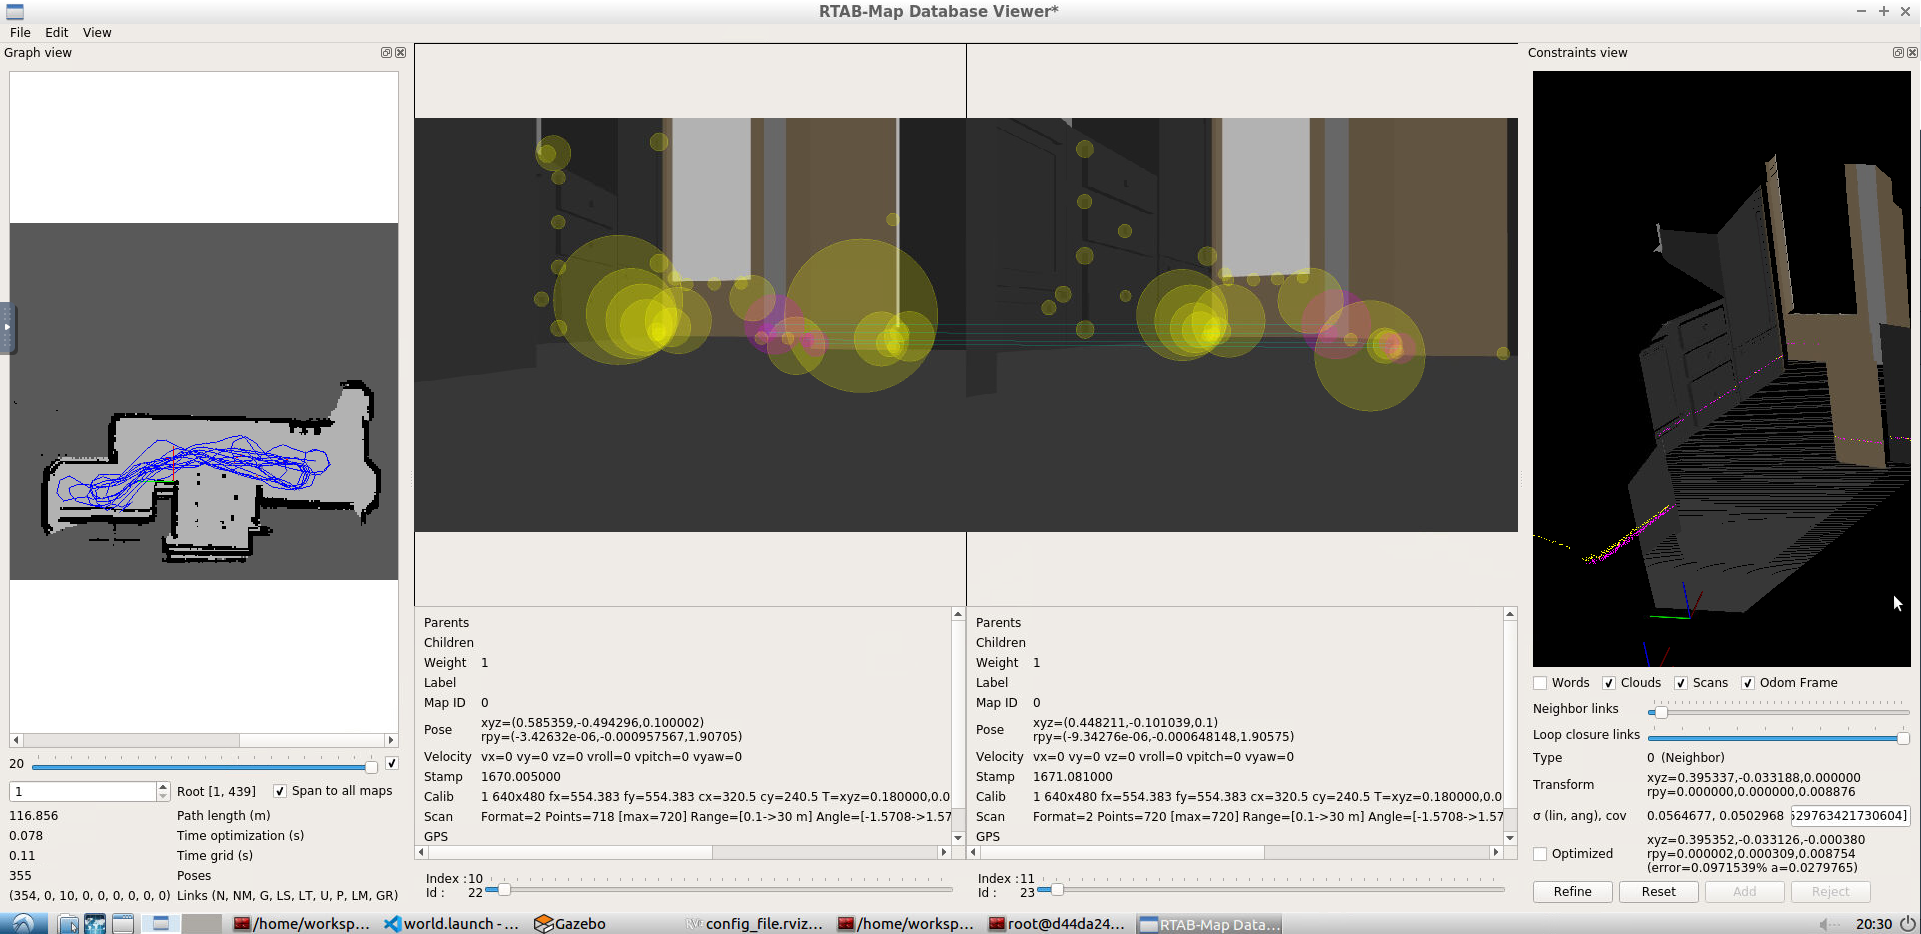 RTAB-Map Database Viewer*
File Edit View
Graph view
20
1 Root [1, 439] Span to all maps
116.856 Path length (m)
0.078 Time optimization (s)
0.11 Time grid (s)
355 Poses
(354, 0, 10, 0, 0, 0, 0, 0, 0) Links (N, NM, G, LS, LT, U, P, LM, GR)
Parents
Children
Weight 1
Label
Map ID 0
Pose xyz=(0.585359,-0.494296,0.100002)
rpy=(-3.42632e-06,-0.000957567,1.90705)
Velocity vx=0 vy=0 vz=0 vroll=0 vpitch=0 vyaw=0
Stamp 1670.005000
Calib 1 640x480 fx=554.383 fy=554.383 cx=320.5 cy=240.5 T=xyz=0.180000,0.0
Scan Format=2 Points=718 [max=720] Range=[0.1->30 m] Angle=[-1.5708->1.57
GPS
Index : 10
Id : 22
Parents
Children
Weight 1
Label
Map ID 0
Pose xyz=(0.448211,-0.101039,0.1)
rpy=(-9.34276e-06,-0.000648148,1.90575)
Velocity vx=0 vy=0 vz=0 vroll=0 vpitch=0 vyaw=0
Stamp 1671.081000
Calib 1 640x480 fx=554.383 fy=554.383 cx=320.5 cy=240.5 T=xyz=0.180000,0.0
Scan Format=2 Points=720 [max=720] Range=[0.1->30 m] Angle=[-1.5708->1.57
GPS
Index : 11
Id : 23
Constraints view
Words Clouds Scans Odom Frame
Neighbor links
Loop closure links
Type 0 (Neighbor)
Transform xyz=0.395337,-0.033188,0.000000
rpy=0.000000,0.000000,0.008876
σ (lin, ang), cov 0.0564677, 0.0502968 529763421730604]
Optimized xyz=0.395352,-0.033126,-0.000380
rpy=0.000002,0.000309,0.008754
(error=0.0971539% a=0.0279765)
Refine Reset Add Reject
/home/worksp... world.launch - ... Gazebo config_file.rviz... /home/worksp... root@d44da24... RTAB-Map Data... 20:30